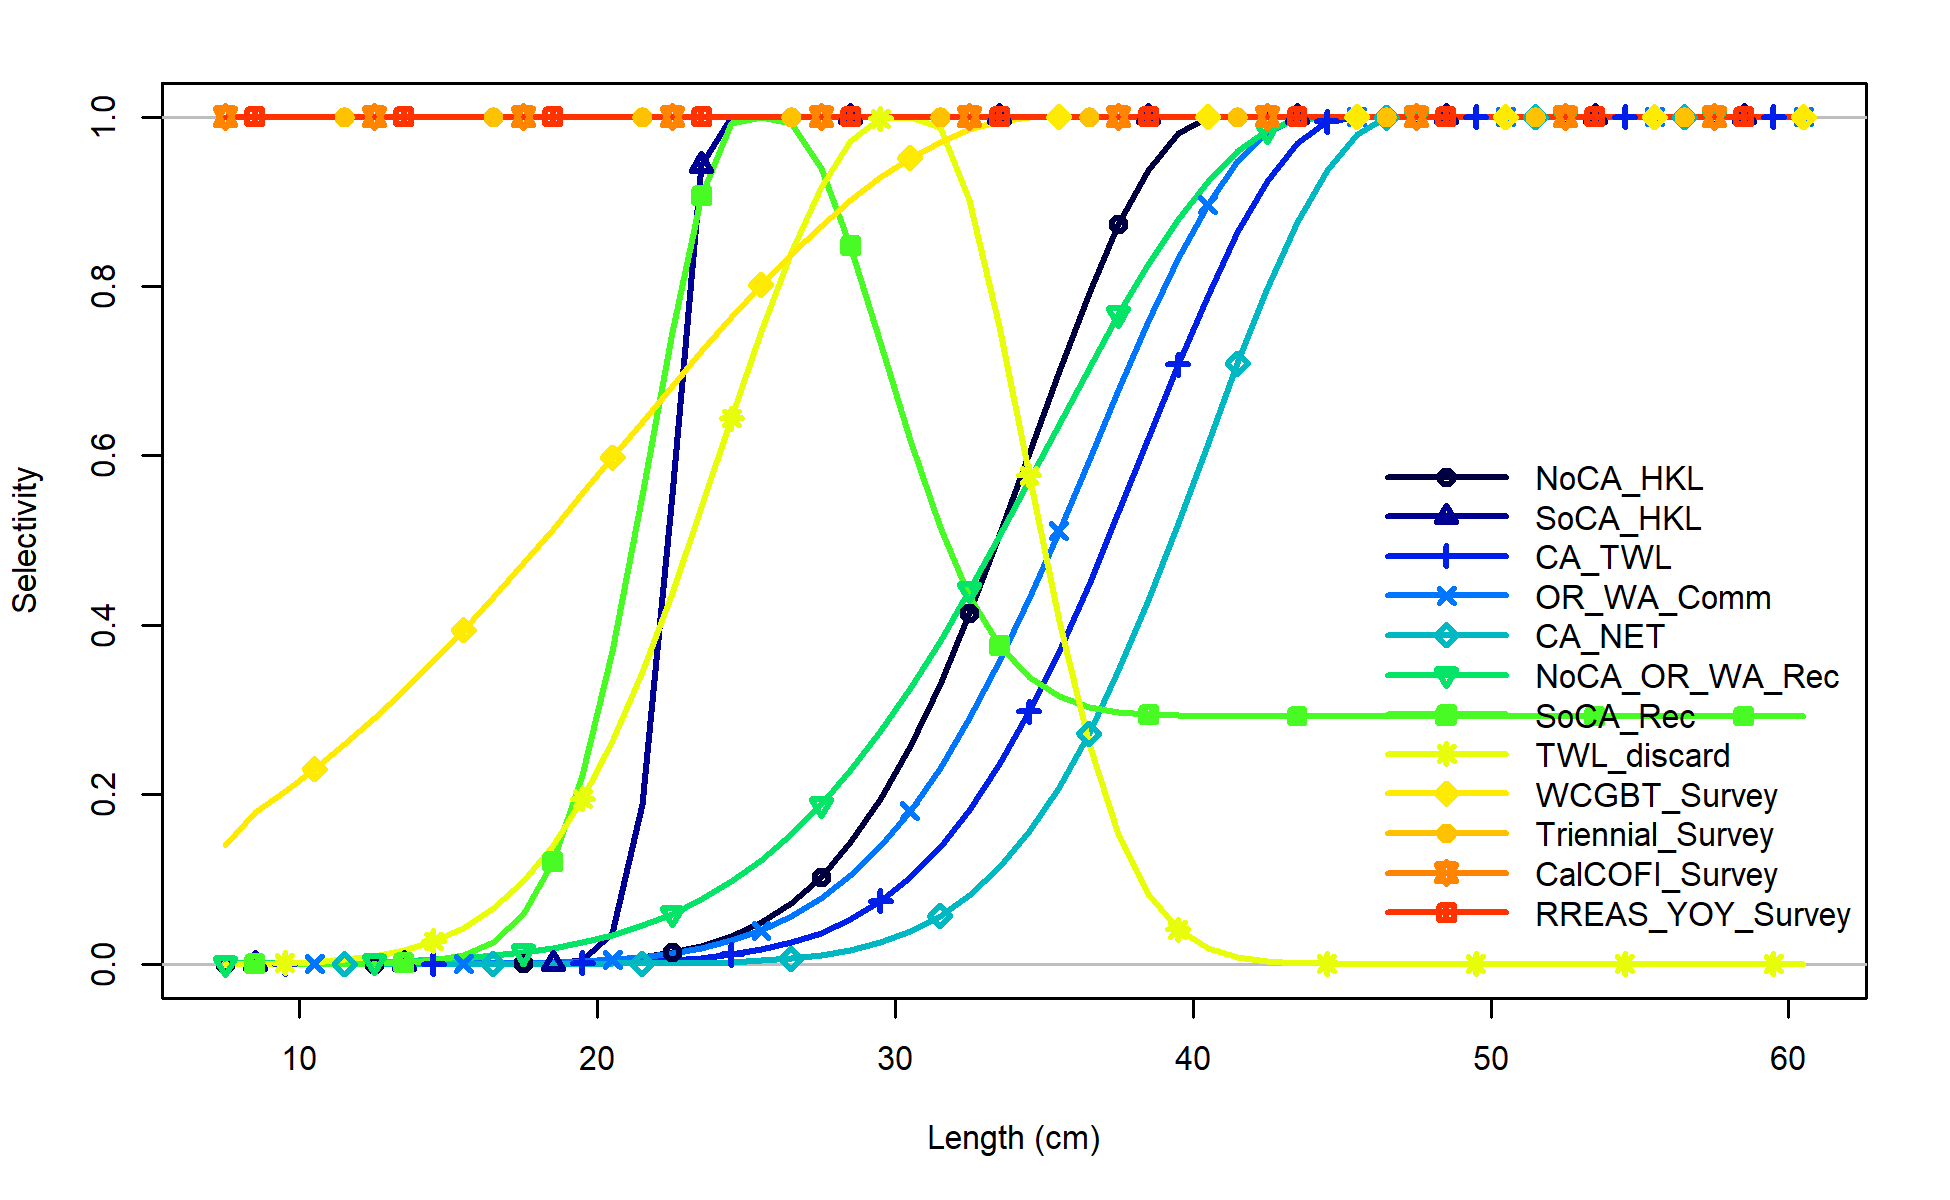 Selectivity
1.0
0.8
0.6
0.4
0.2
0.0
NoCA_HKL
SoCA_HKL
CA_TWL
OR_WA_Comm
CA_NET
NoCA_OR_WA_Rec
SoCA_Rec
TWL_discard
WCGBT_Survey
Triennial_Survey
CalCOFI_Survey
RREAS_YOY_Survey
10 20 30 40 50 60
Length (cm)